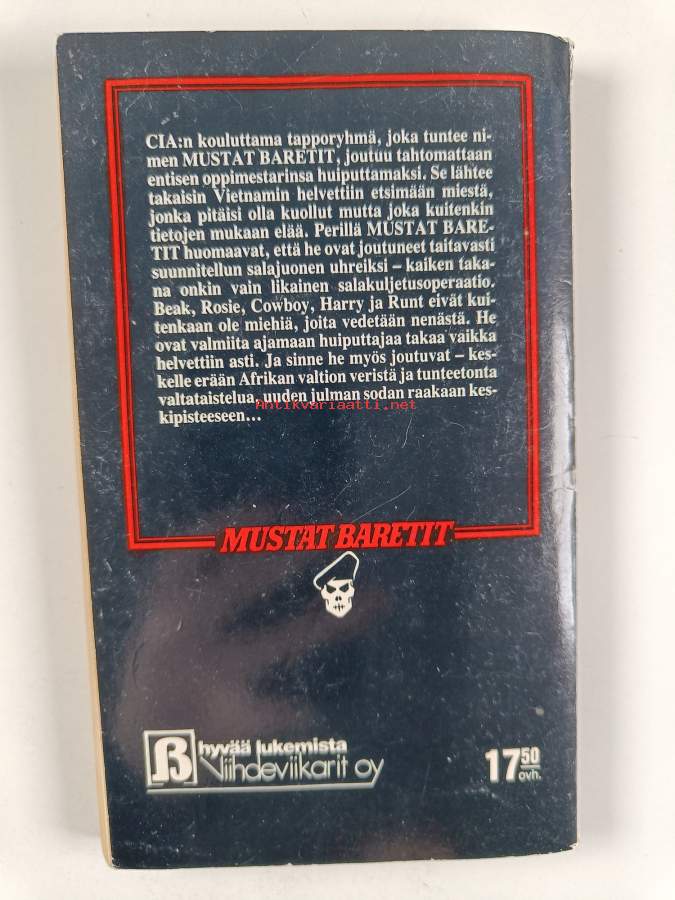 CIA:n kouluttama tapporyhmä, joka tuntee ni-
men MUSTAT BARETIT, joutuu tahtomattaan
entisen oppimestarinsa huiputtamaksi. Se lähtee
takaisin Vietnamin helvettiin etsimään miestä,
jonka pitäisi olla kuollut mutta joka kuitenkin
tietojen mukaan elää. Perillä MUSTAT BARE-
TIT huomaavat, että he ovat joutuneet taitavasti
suunnitellun salajuonen uhreiksi – kaiken taka-
na onkin vain likainen salakuljetusoperaatio.
Beak, Rosie, Cowboy, Harry ja Runt eivät kui-
tenkaan ole miehiä, joita vedetään nenästä. He
ovat valmiita ajamaan huiputtajaa takaa vaikka
helvettiin asti. Ja sinne he myös joutuvat – kes-
kelle erään Afrikan valtion veristä ja tunteetonta
valtataistelua, uuden julman sodan raakaan kes-
kipisteeseen...
Antikvariaatti.net
MUSTAT BARETIT
B hyvää lukemista
Viihdeviikarit oy
17 50
ovh.